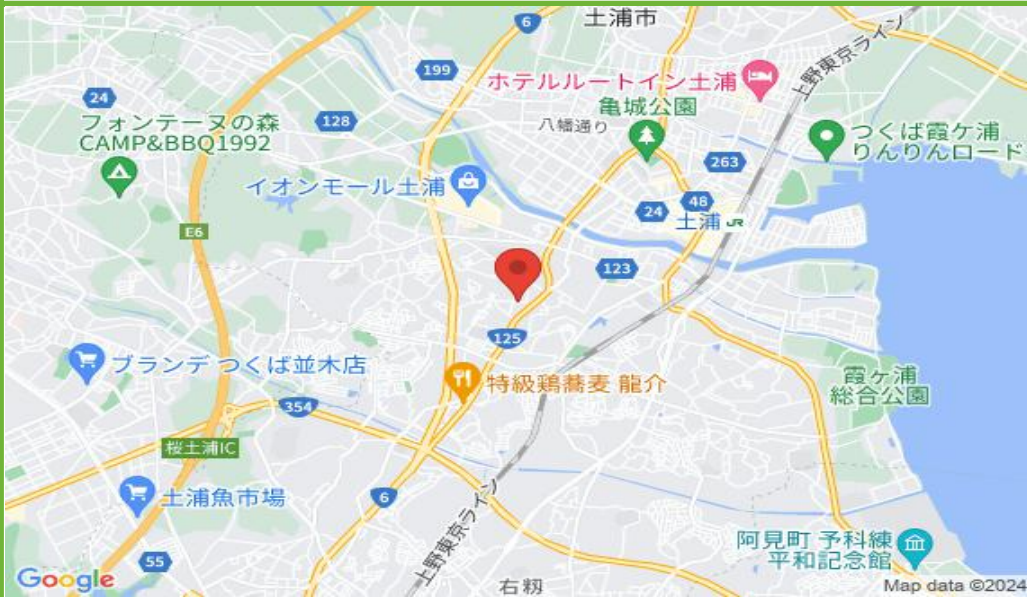 6
土浦市
上野東京ライン
199
ホテルルートイン土浦
24
亀城公園
128
八幡通り
フォンテーヌの森
CAMP&BBQ1992
つくば霞ケ浦
りんりんロード
263
イオンモール土浦
48
24
土浦 JR
E6
123
125
ブランデ つくば並木店
特級鶏蕎麦 龍介
霞ヶ浦
総合公園
354
桜土浦IC
土浦魚市場
6
上野東京ライン
阿見町 予科練
平和記念館
55
Google
右籾
Map data ©2024